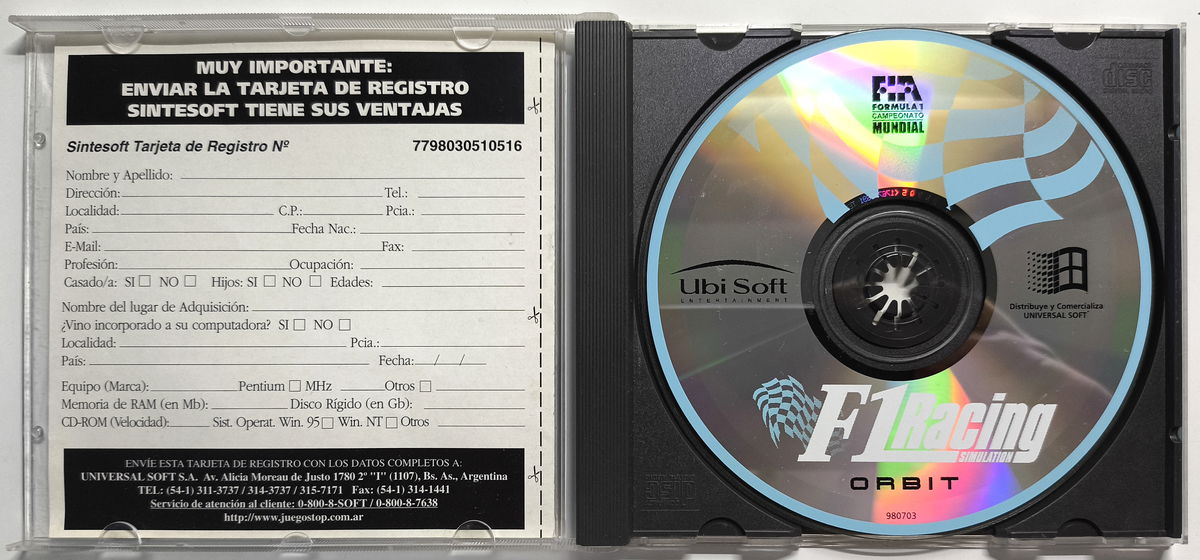 MUY IMPORTANTE:
ENVIAR LA TARJETA DE REGISTRO
SINTESOFT TIENE SUS VENTAJAS
Sintesoft Tarjeta de Registro Nº 7798030510516
Nombre y Apellido:
Dirección: Tel.:
Localidad: C.P.: Pcia.:
País: Fecha Nac.:
E-Mail: Fax:
Profesión: Ocupación:
Casado/a: SI NO Hijos: SI NO Edades:
Nombre del lugar de Adquisición:
¿Vino incorporado a su computadora? SI NO
Localidad: Pcia.:
País: Fecha: / /
Equipo (Marca): Pentium MHz Otros
Memoria de RAM (en Mb): Disco Rígido (en Gb):
CD-ROM (Velocidad): Sist. Operat. Win. 95 Win. NT Otros
ENVÍE ESTA TARJETA DE REGISTRO CON LOS DATOS COMPLETOS A:
UNIVERSAL SOFT S.A. Av. Alicia Moreau de Justo 1780 2º "I" (1107), Bs. As., Argentina
TEL.: (54-1) 311-3737 / 314-3737 / 315-7171 Fax: (54-1) 314-1441
Servicio de atención al cliente: 0-800-8-SOFT / 0-800-8-7638
http://www.juegostop.com.ar
FIA
FORMULA 1
CAMPEONATO
MUNDIAL
Ubi Soft
ENTERTAINMENT
Distribuye y Comercializa
UNIVERSAL SOFT
F1 Racing
SIMULATION
ORBIT
980703
disc